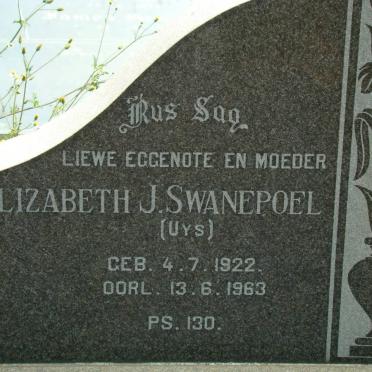 Rus Sag
LIEWE EGGENOTE EN MOEDER
LIZABETH J. SWANEPOEL
(UYS)
GEB. 4.7.1922.
OORL. 13.6.1963
PS. 130.